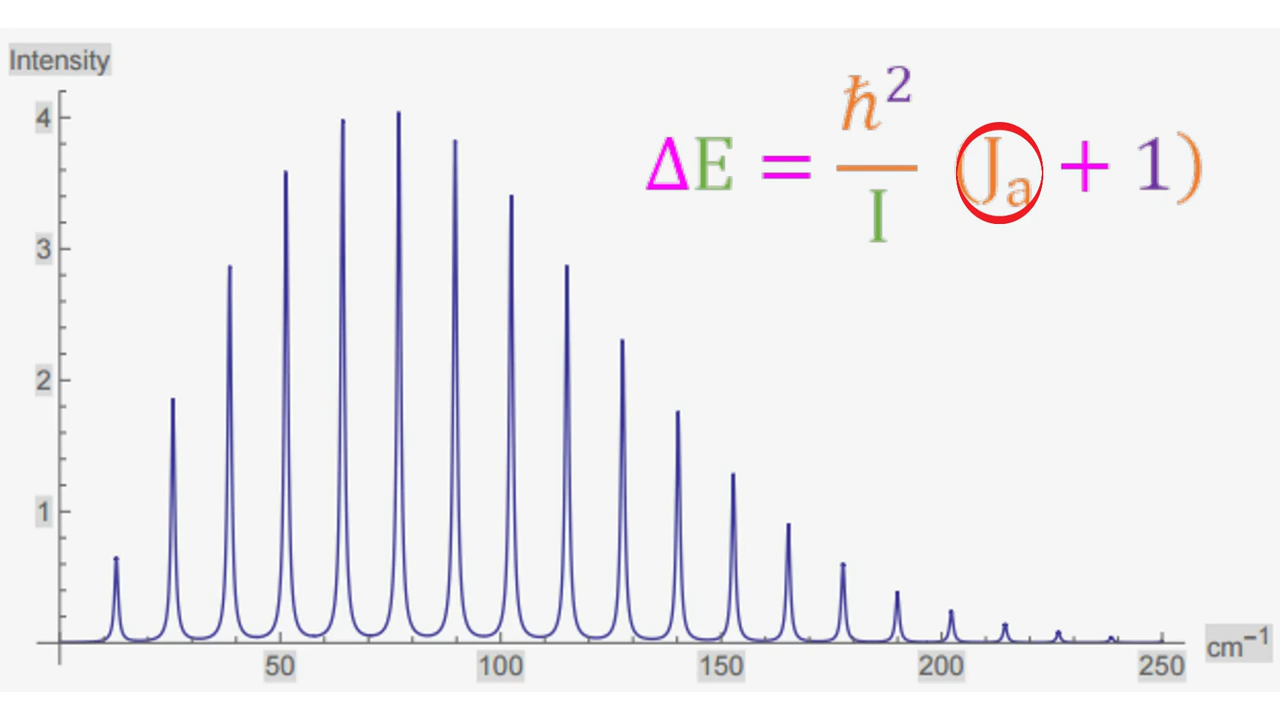 Intensity
ΔE = ħ² / I (Jₐ + 1)
4
3
2
1
50 100 150 200 250
cm⁻¹